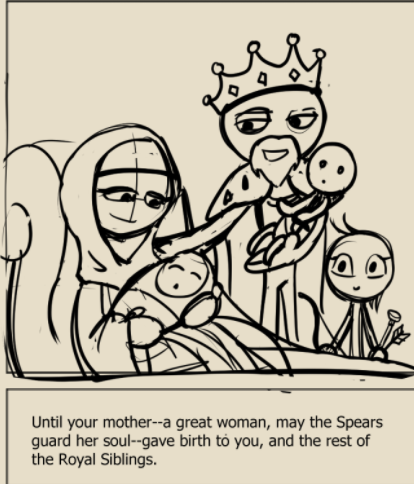 Until your mother--a great woman, may the Spears
guard her soul--gave birth to you, and the rest of
the Royal Siblings.